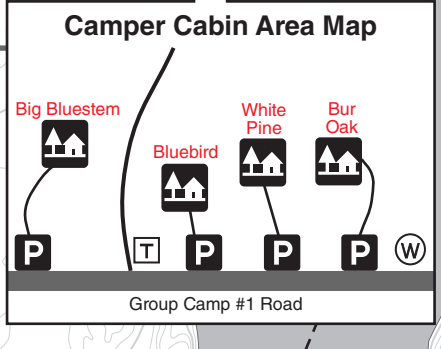 Camper Cabin Area Map
Big Bluestem
White
Pine
Bur
Oak
Bluebird
P
T
P
P
P
W
Group Camp #1 Road